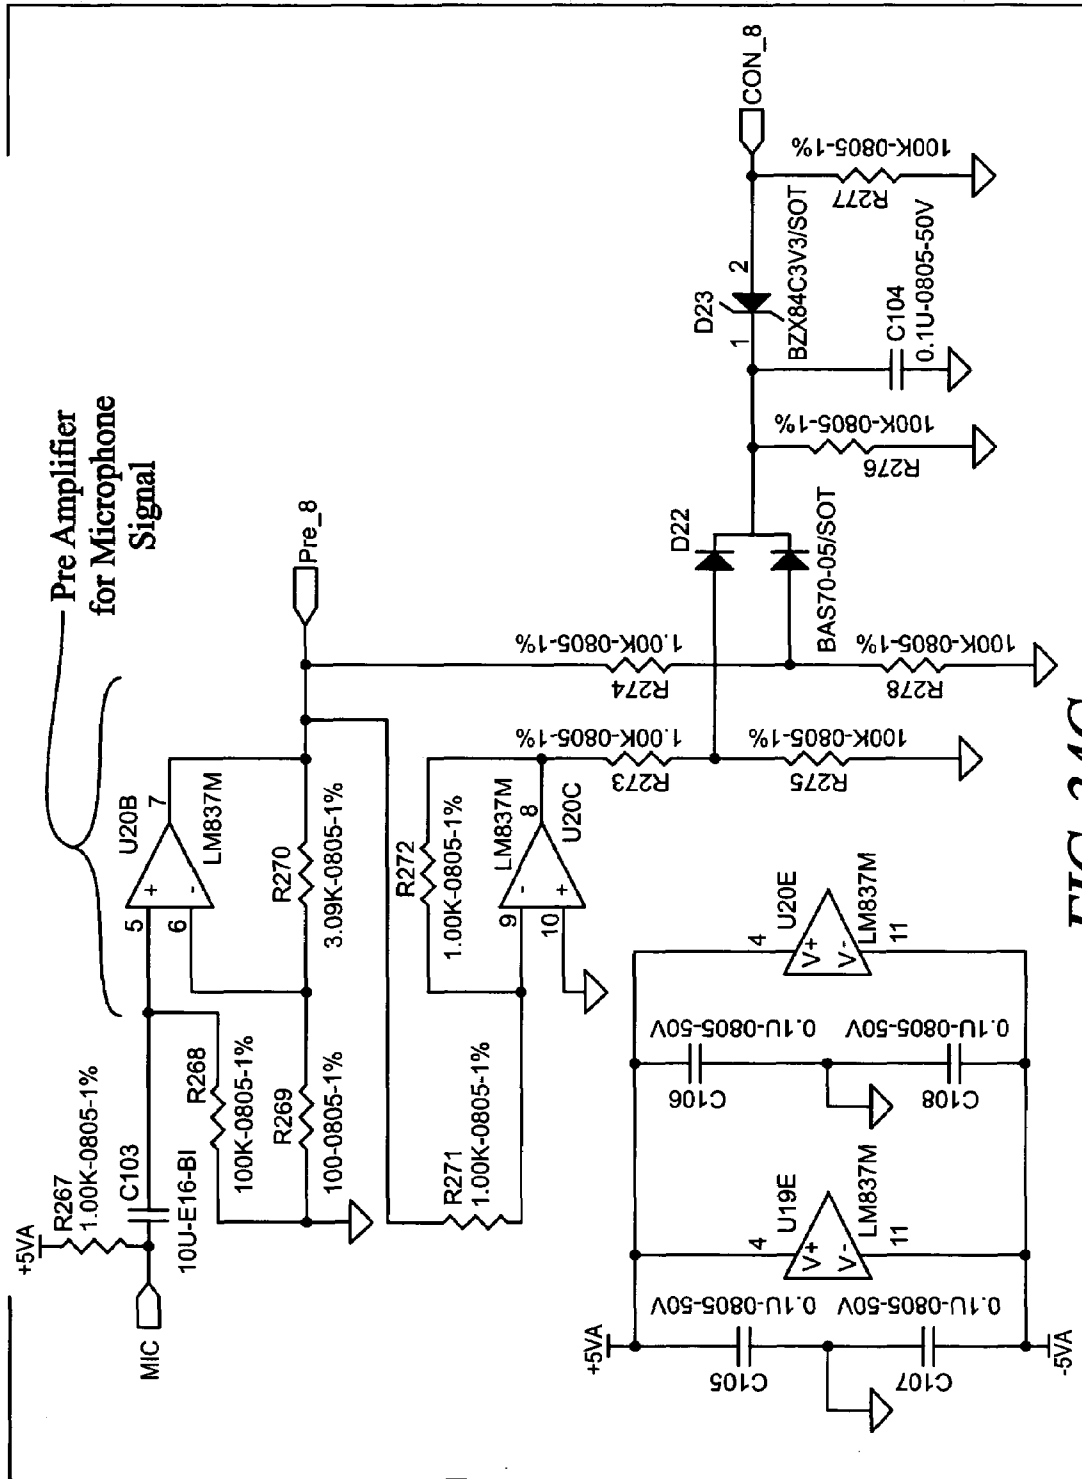 Pre Amplifier
for Microphone
Signal
+5VA
R267
1.00K-0805-1%
MIC
C103
10U-E16-BI
R268
100K-0805-1%
5
6
+
-
U20B
7
LM837M
R269
100-0805-1%
R270
3.09K-0805-1%
Pre_8
R271
1.00K-0805-1%
R272
1.00K-0805-1%
9
10
-
+
LM837M
8
U20C
R273
1.00K-0805-1%
R274
1.00K-0805-1%
R275
100K-0805-1%
R278
100K-0805-1%
D22
BAS70-05/SOT
R276
100K-0805-1%
C104
0.1U-0805-50V
D23
1
2
BZX84C3V3/SOT
R277
100K-0805-1%
CON_8
+5VA
-5VA
C105
0.1U-0805-50V
C107
0.1U-0805-50V
U19E
4
V+
V-
11
LM837M
C106
0.1U-0805-50V
C108
0.1U-0805-50V
U20E
4
V+
V-
11
LM837M
FIG. 24C